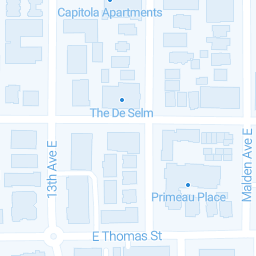 Capitola Apartments
The De Selm
13th Ave E
Malden Ave E
Primeau Place
E Thomas St